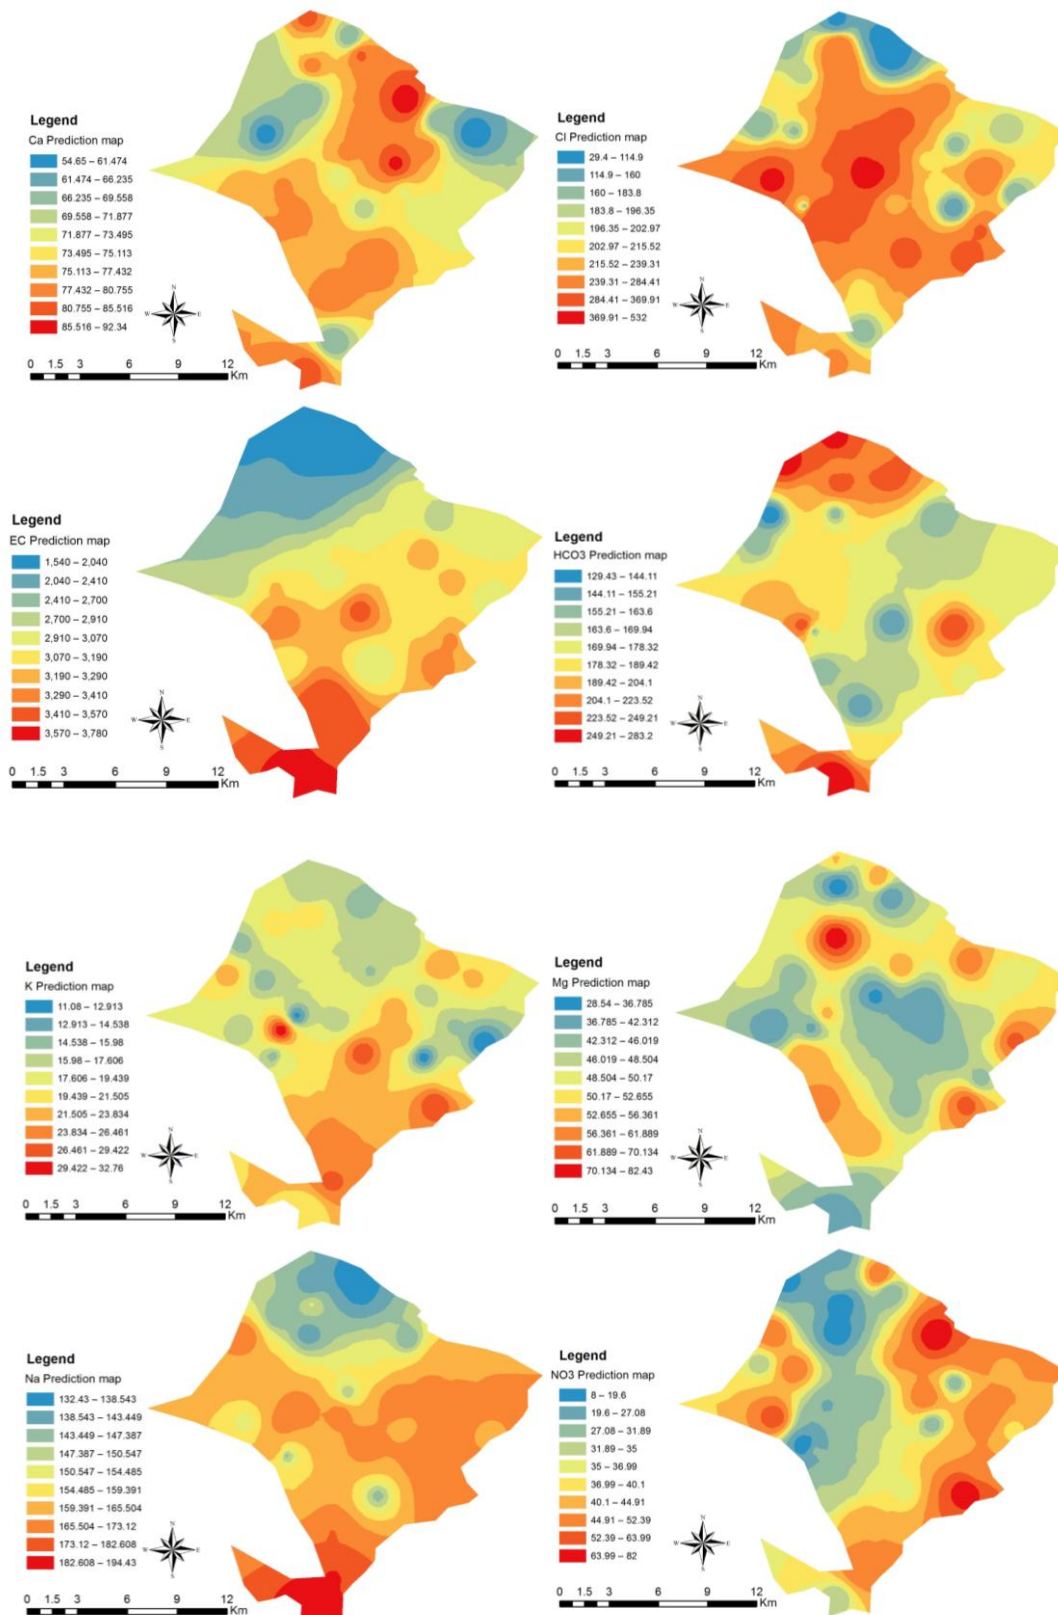 Legend
Ca Prediction map
54.65 – 61.474
61.474 – 66.235
66.235 – 69.558
69.558 – 71.877
71.877 – 73.495
73.495 – 75.113
75.113 – 77.432
77.432 – 80.755
80.755 – 85.516
85.516 – 92.34
N
W E
S
0 1.5 3 6 9 12
Km
Legend
Cl Prediction map
29.4 – 114.9
114.9 – 160
160 – 183.8
183.8 – 196.35
196.35 – 202.97
202.97 – 215.52
215.52 – 239.31
239.31 – 284.41
284.41 – 369.91
369.91 – 532
N
W E
S
0 1.5 3 6 9 12
Km
Legend
EC Prediction map
1,540 – 2,040
2,040 – 2,410
2,410 – 2,700
2,700 – 2,910
2,910 – 3,070
3,070 – 3,190
3,190 – 3,290
3,290 – 3,410
3,410 – 3,570
3,570 – 3,780
N
W E
S
0 1.5 3 6 9 12
Km
Legend
HCO3 Prediction map
129.43 – 144.11
144.11 – 155.21
155.21 – 163.6
163.6 – 169.94
169.94 – 178.32
178.32 – 189.42
189.42 – 204.1
204.1 – 223.52
223.52 – 249.21
249.21 – 283.2
N
W E
S
0 1.5 3 6 9 12
Km
Legend
K Prediction map
11.08 – 12.913
12.913 – 14.538
14.538 – 15.98
15.98 – 17.606
17.606 – 19.439
19.439 – 21.505
21.505 – 23.834
23.834 – 26.461
26.461 – 29.422
29.422 – 32.76
N
W E
S
0 1.5 3 6 9 12
Km
Legend
Mg Prediction map
28.54 – 36.785
36.785 – 42.312
42.312 – 46.019
46.019 – 48.504
48.504 – 50.17
50.17 – 52.655
52.655 – 56.361
56.361 – 61.889
61.889 – 70.134
70.134 – 82.43
N
W E
S
0 1.5 3 6 9 12
Km
Legend
Na Prediction map
132.43 – 138.543
138.543 – 143.449
143.449 – 147.387
147.387 – 150.547
150.547 – 154.485
154.485 – 159.391
159.391 – 165.504
165.504 – 173.12
173.12 – 182.608
182.608 – 194.43
N
W E
S
0 1.5 3 6 9 12
Km
Legend
NO3 Prediction map
8 – 19.6
19.6 – 27.08
27.08 – 31.89
31.89 – 35
35 – 36.99
36.99 – 40.1
40.1 – 44.91
44.91 – 52.39
52.39 – 63.99
63.99 – 82
N
W E
S
0 1.5 3 6 9 12
Km